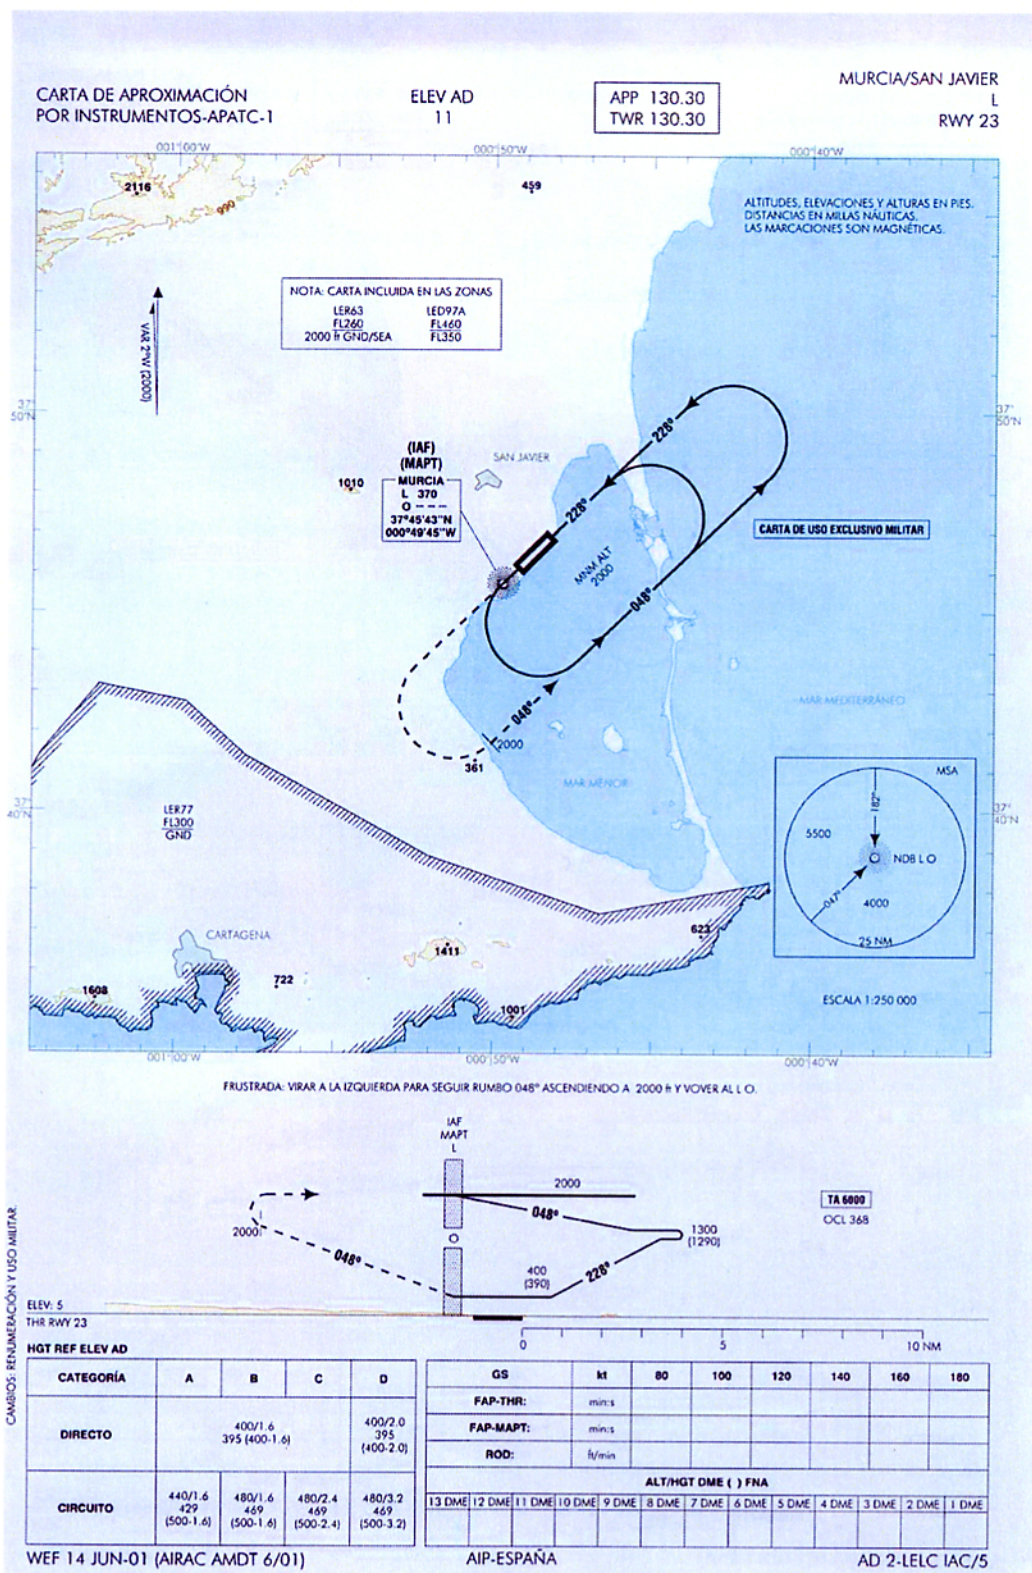 CARTA DE APROXIMACIÓN
POR INSTRUMENTOS-APATC-1
ELEV AD
11
APP 130.30
TWR 130.30
MURCIA/SAN JAVIER
L
RWY 23
001°00'W
000°50'W
000°40'W
2116
990
459
ALTITUDES, ELEVACIONES Y ALTURAS EN PIES.
DISTANCIAS EN MILLAS NÁUTICAS.
LAS MARCACIONES SON MAGNÉTICAS.
NOTA: CARTA INCLUIDA EN LAS ZONAS
LER63 LED97A
FL260 FL460
2000 ft GND/SEA FL350
VAR 2°W (2000)
37°
50'N
37°
50'N
(IAF)
(MAPT)
MURCIA
L 370
O ---
37°45'43"N
000°49'45"W
SAN JAVIER
1010
228°
228°
CARTA DE USO EXCLUSIVO MILITAR
MNM ALT
2000
048°
048°
2000
361
MAR MEDITERRÁNEO
MAR MENOR
37°
40'N
37°
40'N
LER77
FL300
GND
MSA
182°
5500
NDB L O
047°
4000
25 NM
CARTAGENA
1411
623
722
1608
1001
ESCALA 1:250 000
001°00'W
000°50'W
000°40'W
FRUSTRADA: VIRAR A LA IZQUIERDA PARA SEGUIR RUMBO 048° ASCENDIENDO A 2000 ft Y VOVER AL L O.
IAF
MAPT
L
2000
048°
TA 6000
OCL 368
2000
O
1300
(1290)
048°
400
(390)
228°
ELEV: 5
THR RWY 23
0 5 10 NM
CAMBIOS: RENUMERACIÓN Y USO MILITAR.
HGT REF ELEV AD
CATEGORÍA A B C D
DIRECTO 400/1.6 395 (400-1.6) 400/2.0 395 (400-2.0)
CIRCUITO 440/1.6 429 (500-1.6) 480/1.6 469 (500-1.6) 480/2.4 469 (500-2.4) 480/3.2 469 (500-3.2)
GS kt 80 100 120 140 160 180
FAP-THR: min:s
FAP-MAPT: min:s
ROD: ft/min
ALT/HGT DME ( ) FNA
13 DME 12 DME 11 DME 10 DME 9 DME 8 DME 7 DME 6 DME 5 DME 4 DME 3 DME 2 DME 1 DME
WEF 14 JUN-01 (AIRAC AMDT 6/01)
AIP-ESPAÑA
AD 2-LELC IAC/5